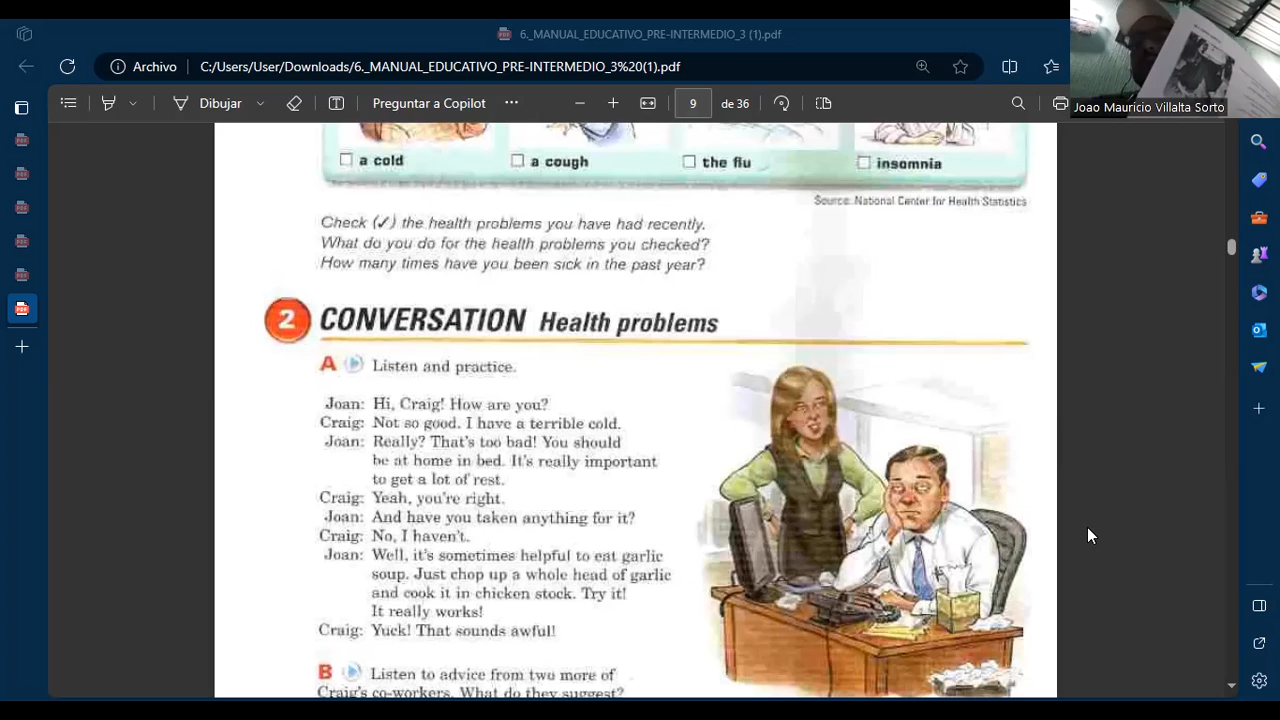 6._MANUAL_EDUCATIVO_PRE-INTERMEDIO_3 (1).pdf
Archivo
C:/Users/User/Downloads/6._MANUAL_EDUCATIVO_PRE-INTERMEDIO_3%20(1).pdf
Dibujar
Preguntar a Copilot
9
de 36
Joao Mauricio Villalta Sorto
a cold
a cough
the flu
insomnia
Source: National Center for Health Statistics
Check (✓) the health problems you have had recently.
What do you do for the health problems you checked?
How many times have you been sick in the past year?
2 CONVERSATION Health problems
A Listen and practice.
Joan: Hi, Craig! How are you?
Craig: Not so good. I have a terrible cold.
Joan: Really? That's too bad! You should
be at home in bed. It's really important
to get a lot of rest.
Craig: Yeah, you're right.
Joan: And have you taken anything for it?
Craig: No, I haven't.
Joan: Well, it's sometimes helpful to eat garlic
soup. Just chop up a whole head of garlic
and cook it in chicken stock. Try it!
It really works!
Craig: Yuck! That sounds awful!
B Listen to advice from two more of
Craig's co-workers. What do they suggest?